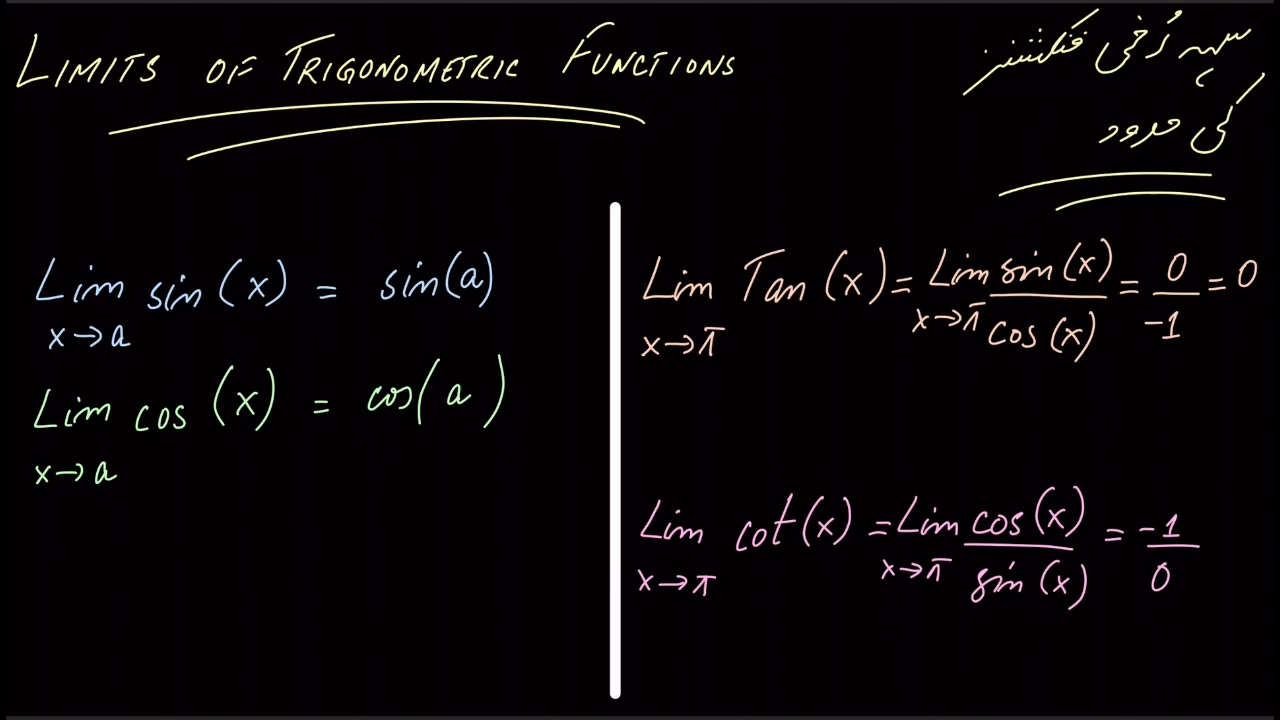 LIMITS OF TRIGONOMETRIC FUNCTIONS
سہہ رُخی فنکشنز
کی حدود
Lim sin(x) = sin(a)
x→a
Lim cos(x) = cos(a)
x→a
Lim Tan(x) = Lim sin(x)/cos(x) = 0/-1 = 0
x→π x→π
Lim cot(x) = Lim cos(x)/sin(x) = -1/0
x→π x→π